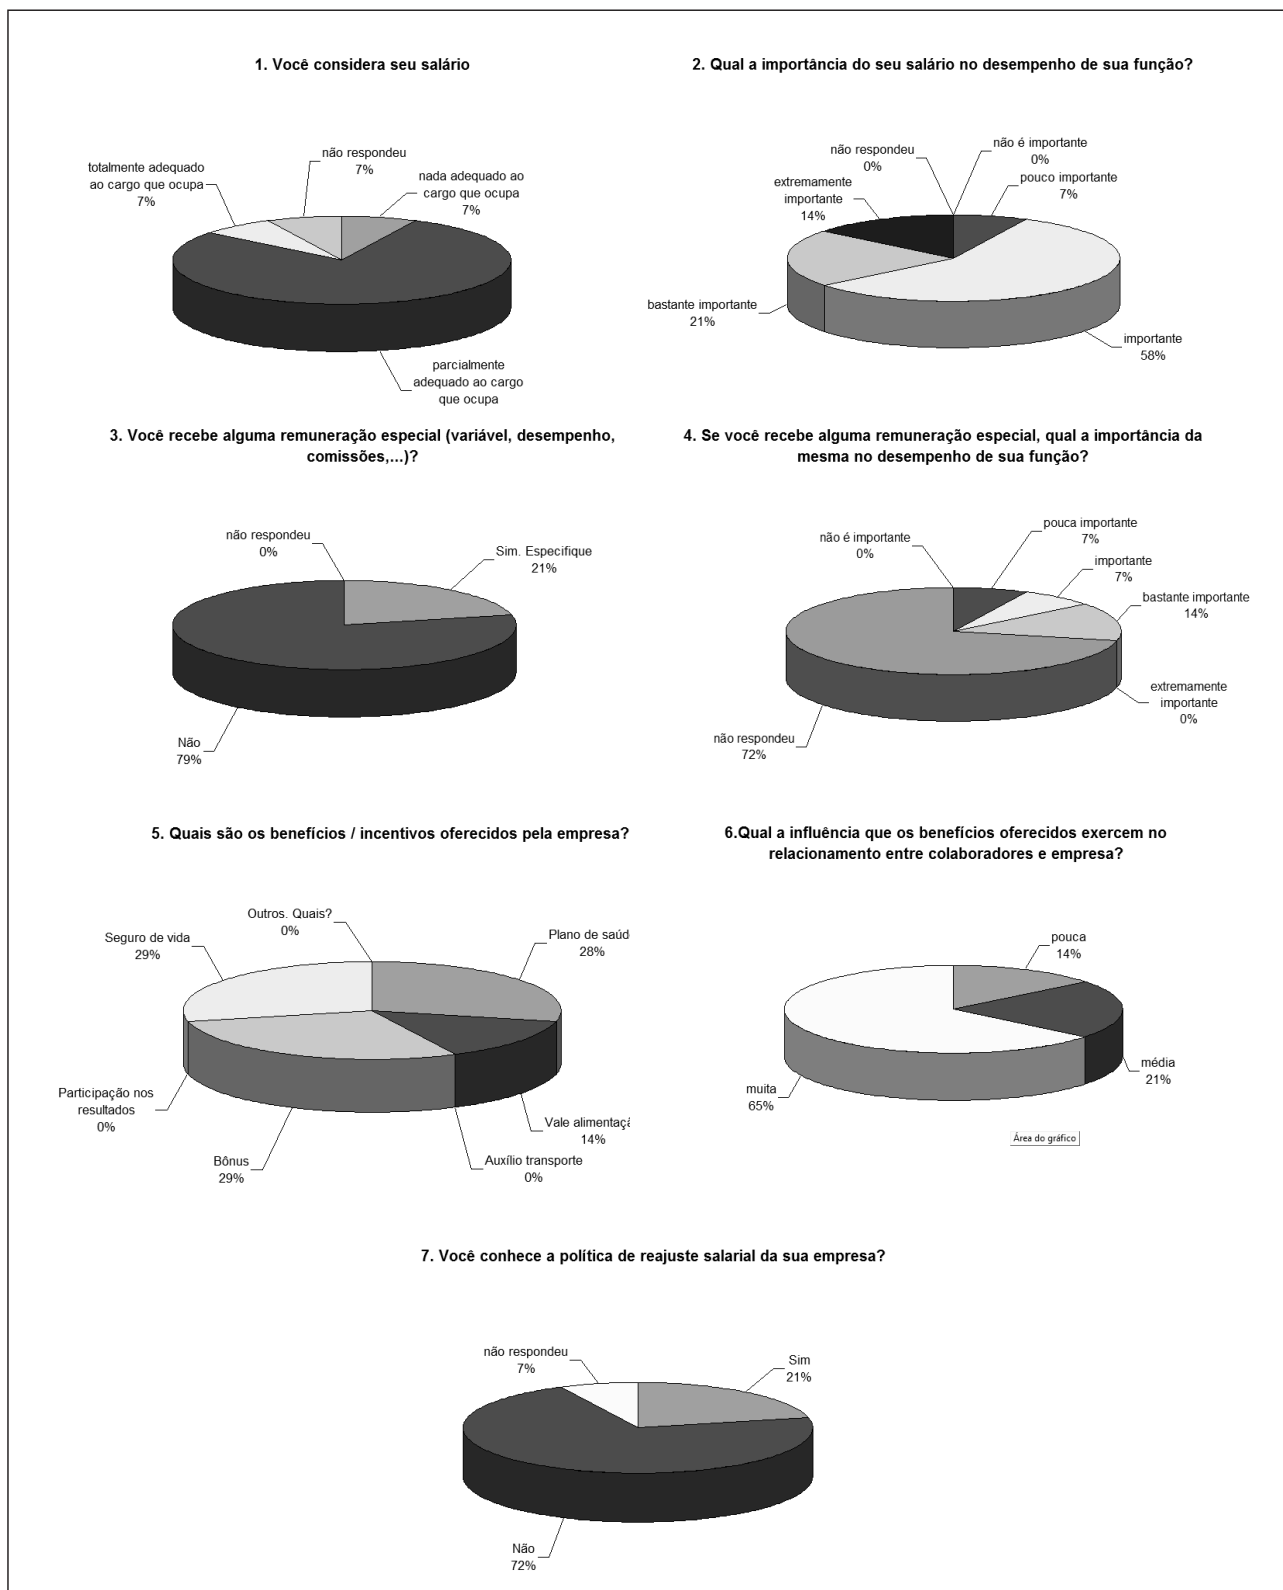 1. Você considera seu salário
não respondeu
7%
totalmente adequado
ao cargo que ocupa
7%
nada adequado ao
cargo que ocupa
7%
parcialmente
adequado ao cargo
que ocupa
2. Qual a importância do seu salário no desempenho de sua função?
não respondeu
0%
não é importante
0%
extremamente
importante
14%
pouco importante
7%
bastante importante
21%
importante
58%
3. Você recebe alguma remuneração especial (variável, desempenho,
comissões,...)?
não respondeu
0%
Sim. Especifique
21%
Não
79%
4. Se você recebe alguma remuneração especial, qual a importância da
mesma no desempenho de sua função?
não é importante
0%
pouca importante
7%
importante
7%
bastante importante
14%
extremamente
importante
0%
não respondeu
72%
5. Quais são os benefícios / incentivos oferecidos pela empresa?
Outros. Quais?
0%
Seguro de vida
29%
Plano de saúd
28%
Participação nos
resultados
0%
Bônus
29%
Auxílio transporte
0%
Vale alimentaçã
14%
6.Qual a influência que os benefícios oferecidos exercem no
relacionamento entre colaboradores e empresa?
pouca
14%
média
21%
muita
65%
Área do gráfico
7. Você conhece a política de reajuste salarial da sua empresa?
não respondeu
7%
Sim
21%
Não
72%